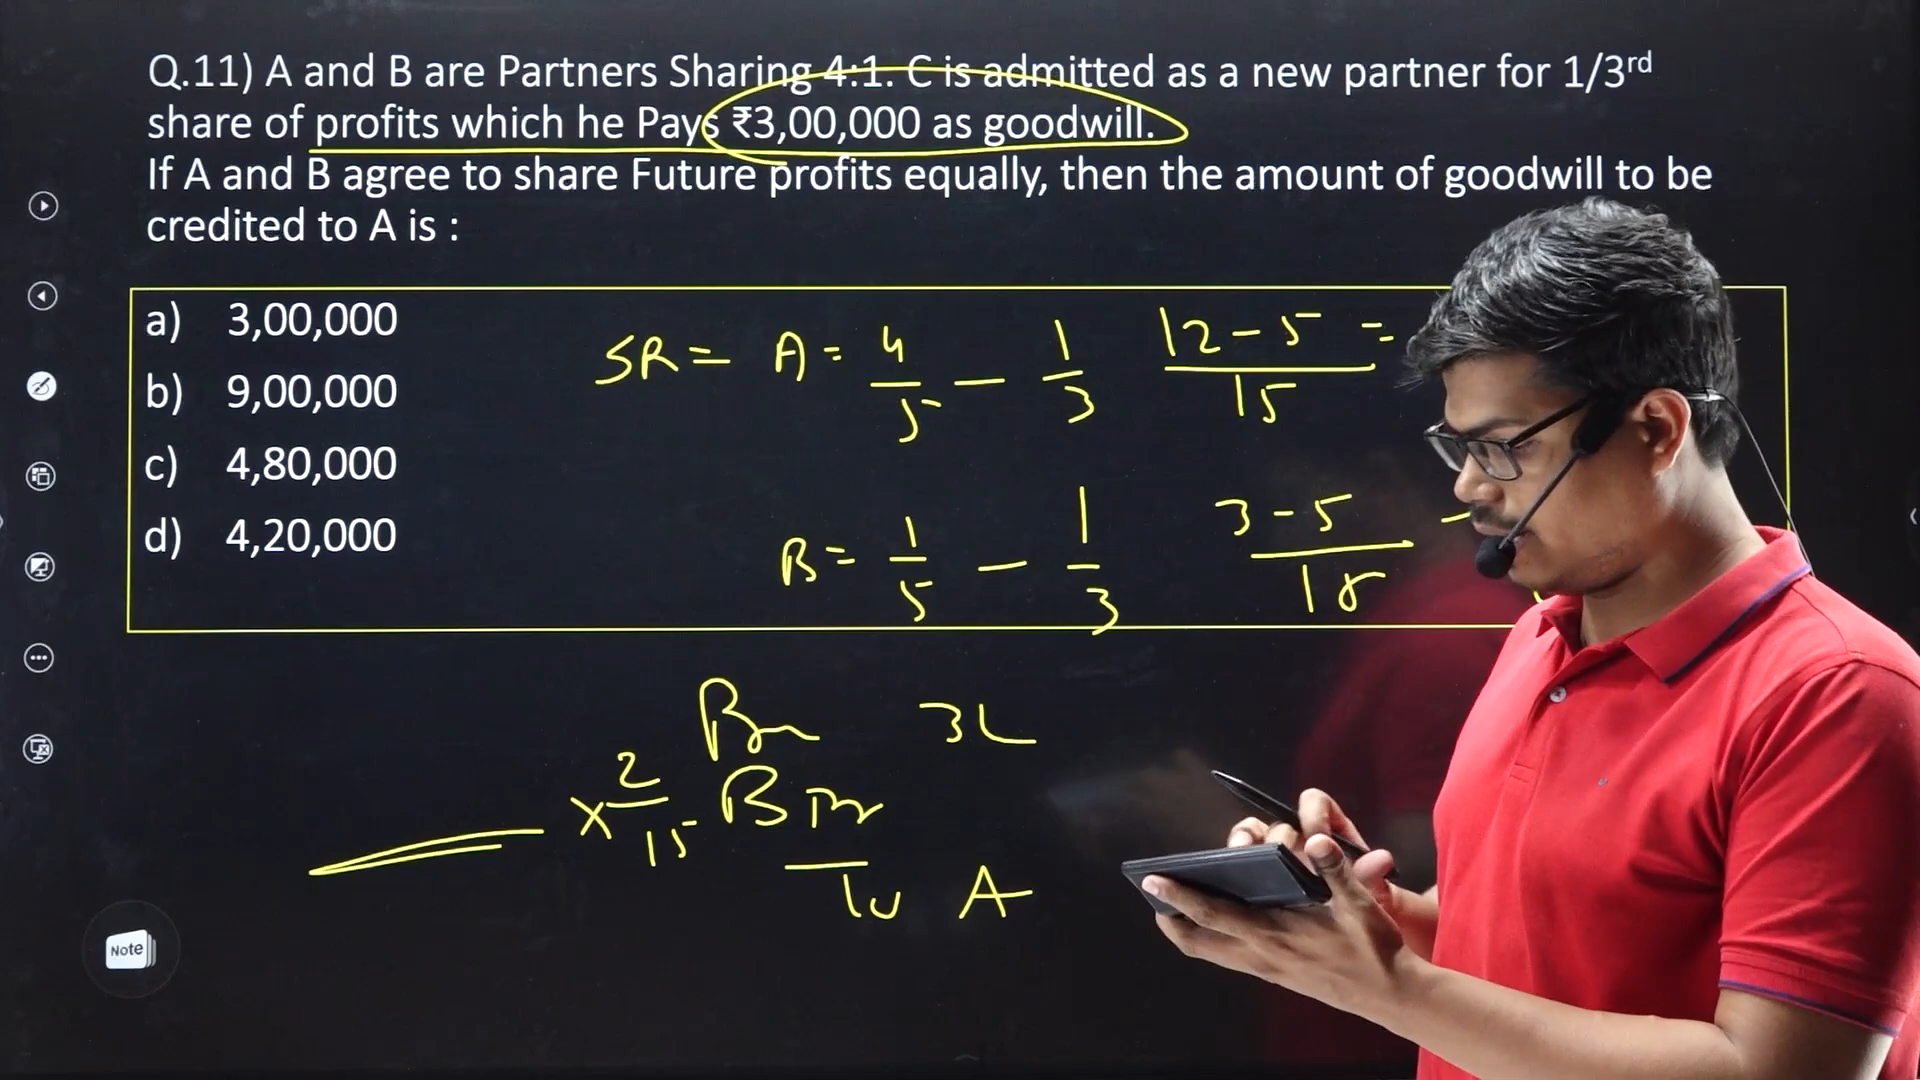 Q.11) A and B are Partners Sharing 4:1. C is admitted as a new partner for 1/3rd
share of profits which he Pays ₹3,00,000 as goodwill.
If A and B agree to share Future profits equally, then the amount of goodwill to be
credited to A is :
a) 3,00,000
b) 9,00,000
c) 4,80,000
d) 4,20,000
SR = A = 4/5 - 1/3 12-5/15 =
B = 1/5 - 1/3 3-5/15 -
3L
x 2/15 B
To A
Note